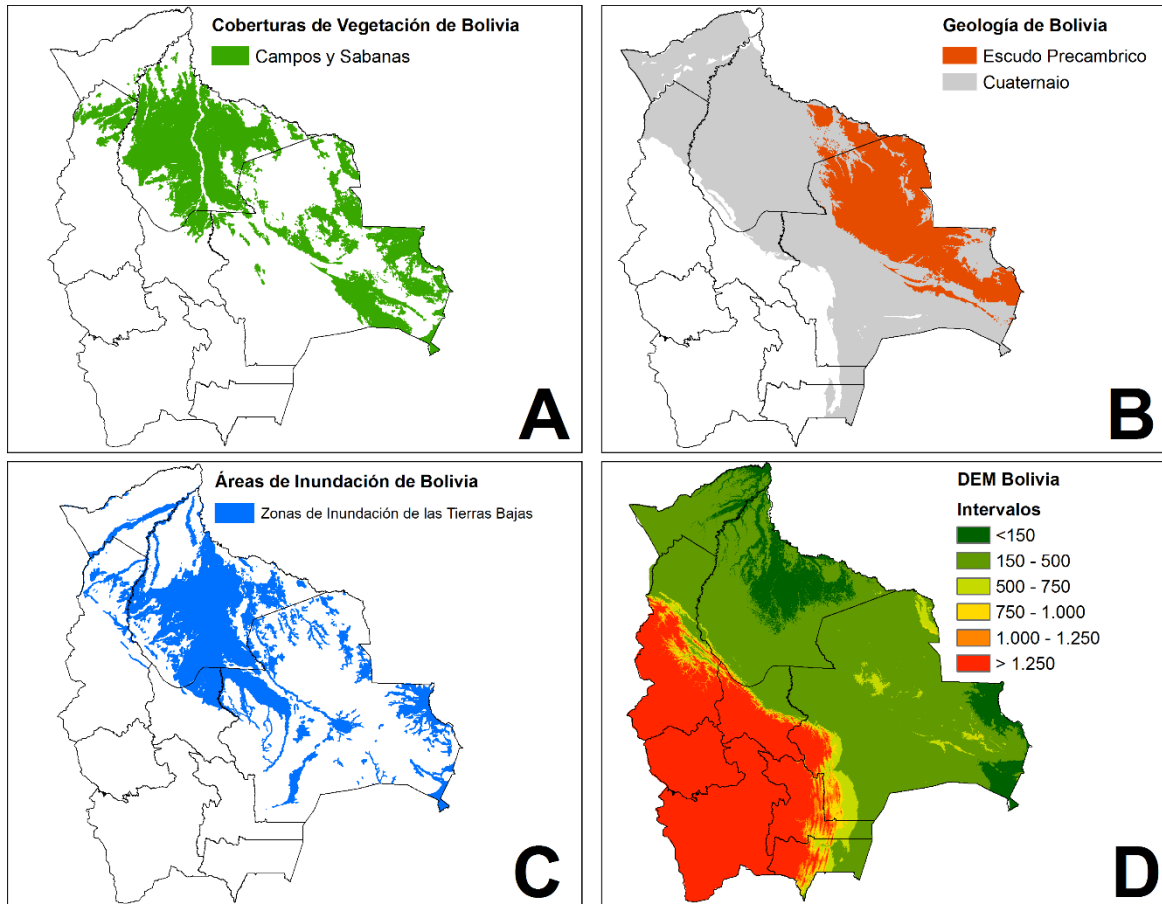 Coberturas de Vegetación de Bolivia
Campos y Sabanas
A
Geología de Bolivia
Escudo Precambrico
Cuaternaio
B
Áreas de Inundación de Bolivia
Zonas de Inundación de las Tierras Bajas
C
DEM Bolivia
Intervalos
<150
150 - 500
500 - 750
750 - 1.000
1.000 - 1.250
> 1.250
D